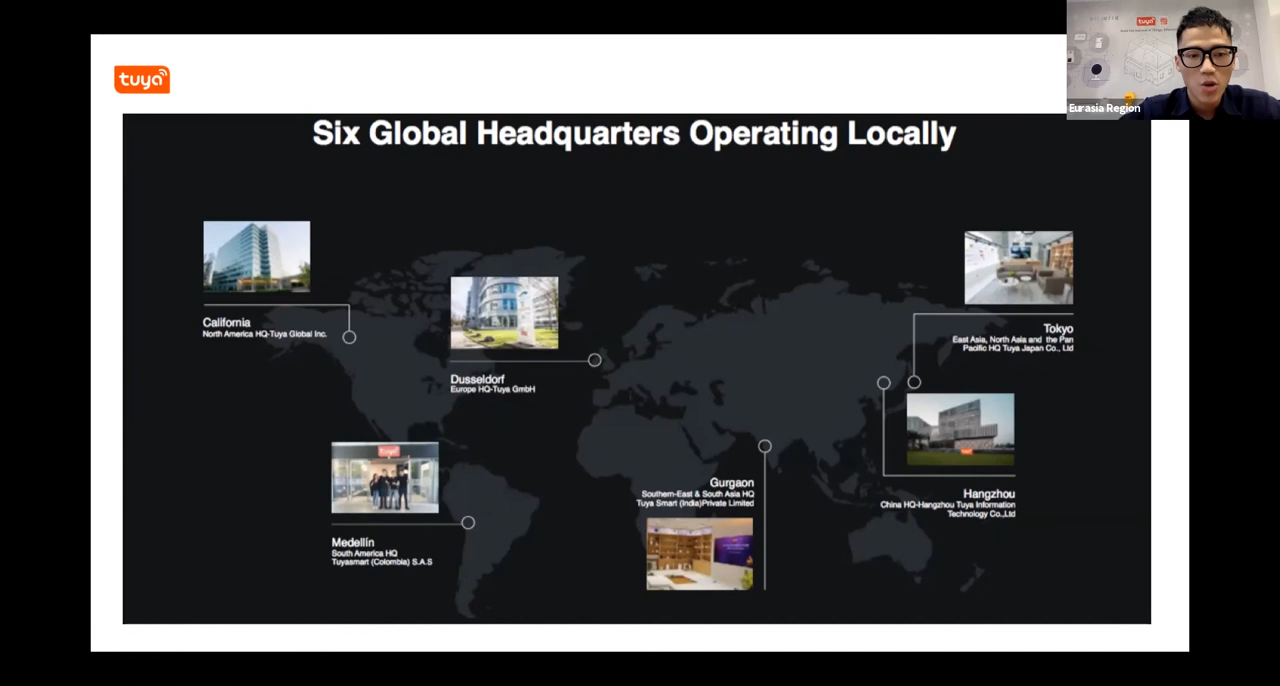 tuya
Eurasia Region
Six Global Headquarters Operating Locally
California
North America HQ-Tuya Global Inc.
Dusseldorf
Europe HQ-Tuya GmbH
Tokyo
East Asia, North Asia and the Pan
Pacific HQ Tuya Japan Co., Ltd
Medellín
South America HQ
Tuyasmart (Colombia) S.A.S
Gurgaon
Southern-East & South Asia HQ
Tuya Smart (India)Private Limited
Hangzhou
China HQ-Hangzhou Tuya Information
Technology Co.,Ltd